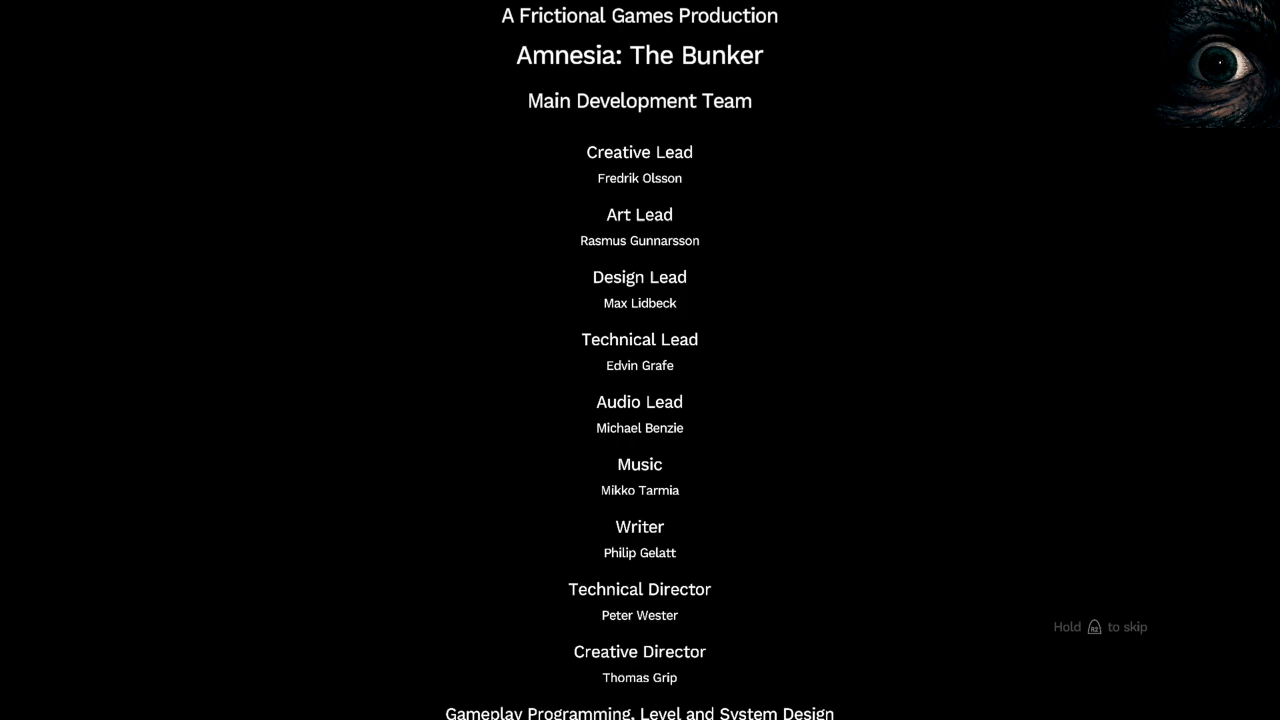 A Frictional Games Production
Amnesia: The Bunker
Main Development Team
Creative Lead
Fredrik Olsson
Art Lead
Rasmus Gunnarsson
Design Lead
Max Lidbeck
Technical Lead
Edvin Grafe
Audio Lead
Michael Benzie
Music
Mikko Tarmia
Writer
Philip Gelatt
Technical Director
Peter Wester
Hold R2 to skip
Creative Director
Thomas Grip
Gameplay Programming, Level and System Design